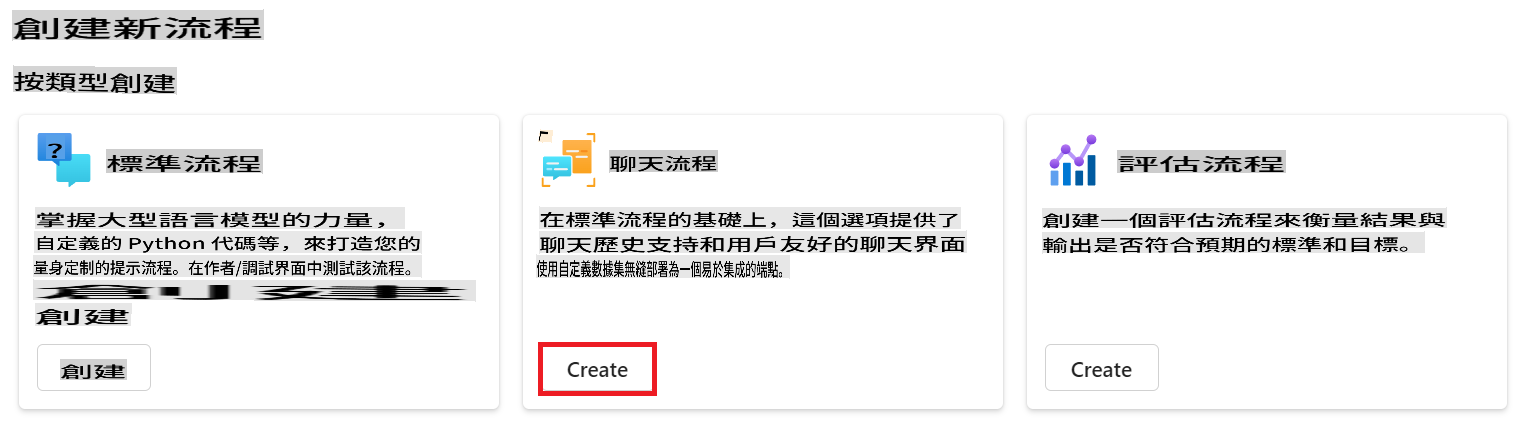 創建新流程
按類型創建
標準流程
掌握大型語言模型的力量，
自定義的 Python 代碼等，來打造您的
量身定制的提示流程。在作者/調試界面中測試該流程。
創建
創建
創建
聊天流程
在標準流程的基礎上，這個選項提供了
聊天歷史支持和用戶友好的聊天界面
使用自定義數據集無縫部署為一個易於集成的端點。
Create
評估流程
創建一個評估流程來衡量結果與
輸出是否符合預期的標準和目標。
Create